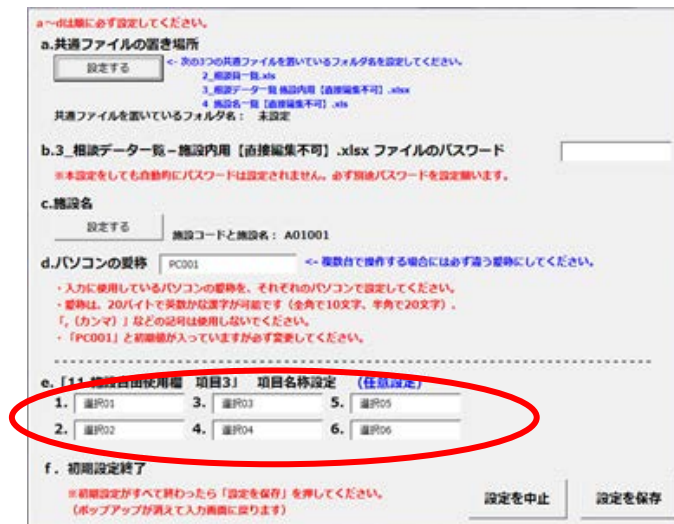 a～dは順に必ず設定してください。
a.共通ファイルの置き場所
設定する
<- 次の3つの共通ファイルを置いているフォルダ名を設定してください。
2_相談員一覧.xls
3_相談データ一覧 施設内用【直接編集不可】.xlsx
4_施設名一覧【直接編集不可】.xls
共通ファイルを置いているフォルダ名： 未設定
b.3_相談データ一覧－施設内用【直接編集不可】.xlsx ファイルのパスワード
※本設定をしても自動的にパスワードは設定されません。必ず別途パスワードを設定願います。
c.施設名
設定する 施設コードと施設名： A01001
d.パソコンの愛称 PC001 <- 複数台で操作する場合には必ず違う愛称にしてください。
・入力に使用しているパソコンの愛称を、それぞれのパソコンで設定してください。
・愛称は、20バイトで英数かな漢字が可能です（全角で10文字、半角で20文字）。
「，（カンマ）」などの記号は使用しないでください。
・「PC001」と初期値が入っていますが必ず変更してください。
e.「11 施設自由使用欄 項目3」 項目名称設定 （任意設定）
1. 選択01 3. 選択03 5. 選択05
2. 選択02 4. 選択04 6. 選択06
f．初期設定終了
※初期設定がすべて終わったら「設定を保存」を押してください。
（ポップアップが消えて入力画面に戻ります）
設定を中止 設定を保存